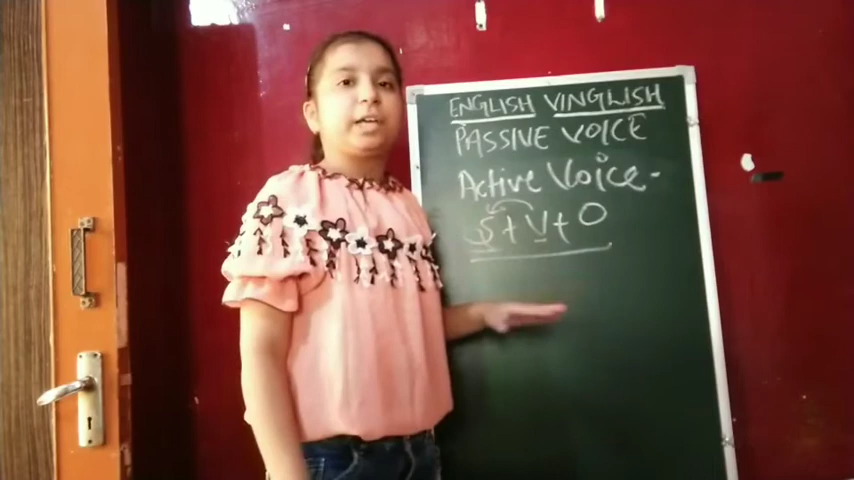 ENGLISH VINGLISH
PASSIVE VOICE
Active Voice -
S+V+O